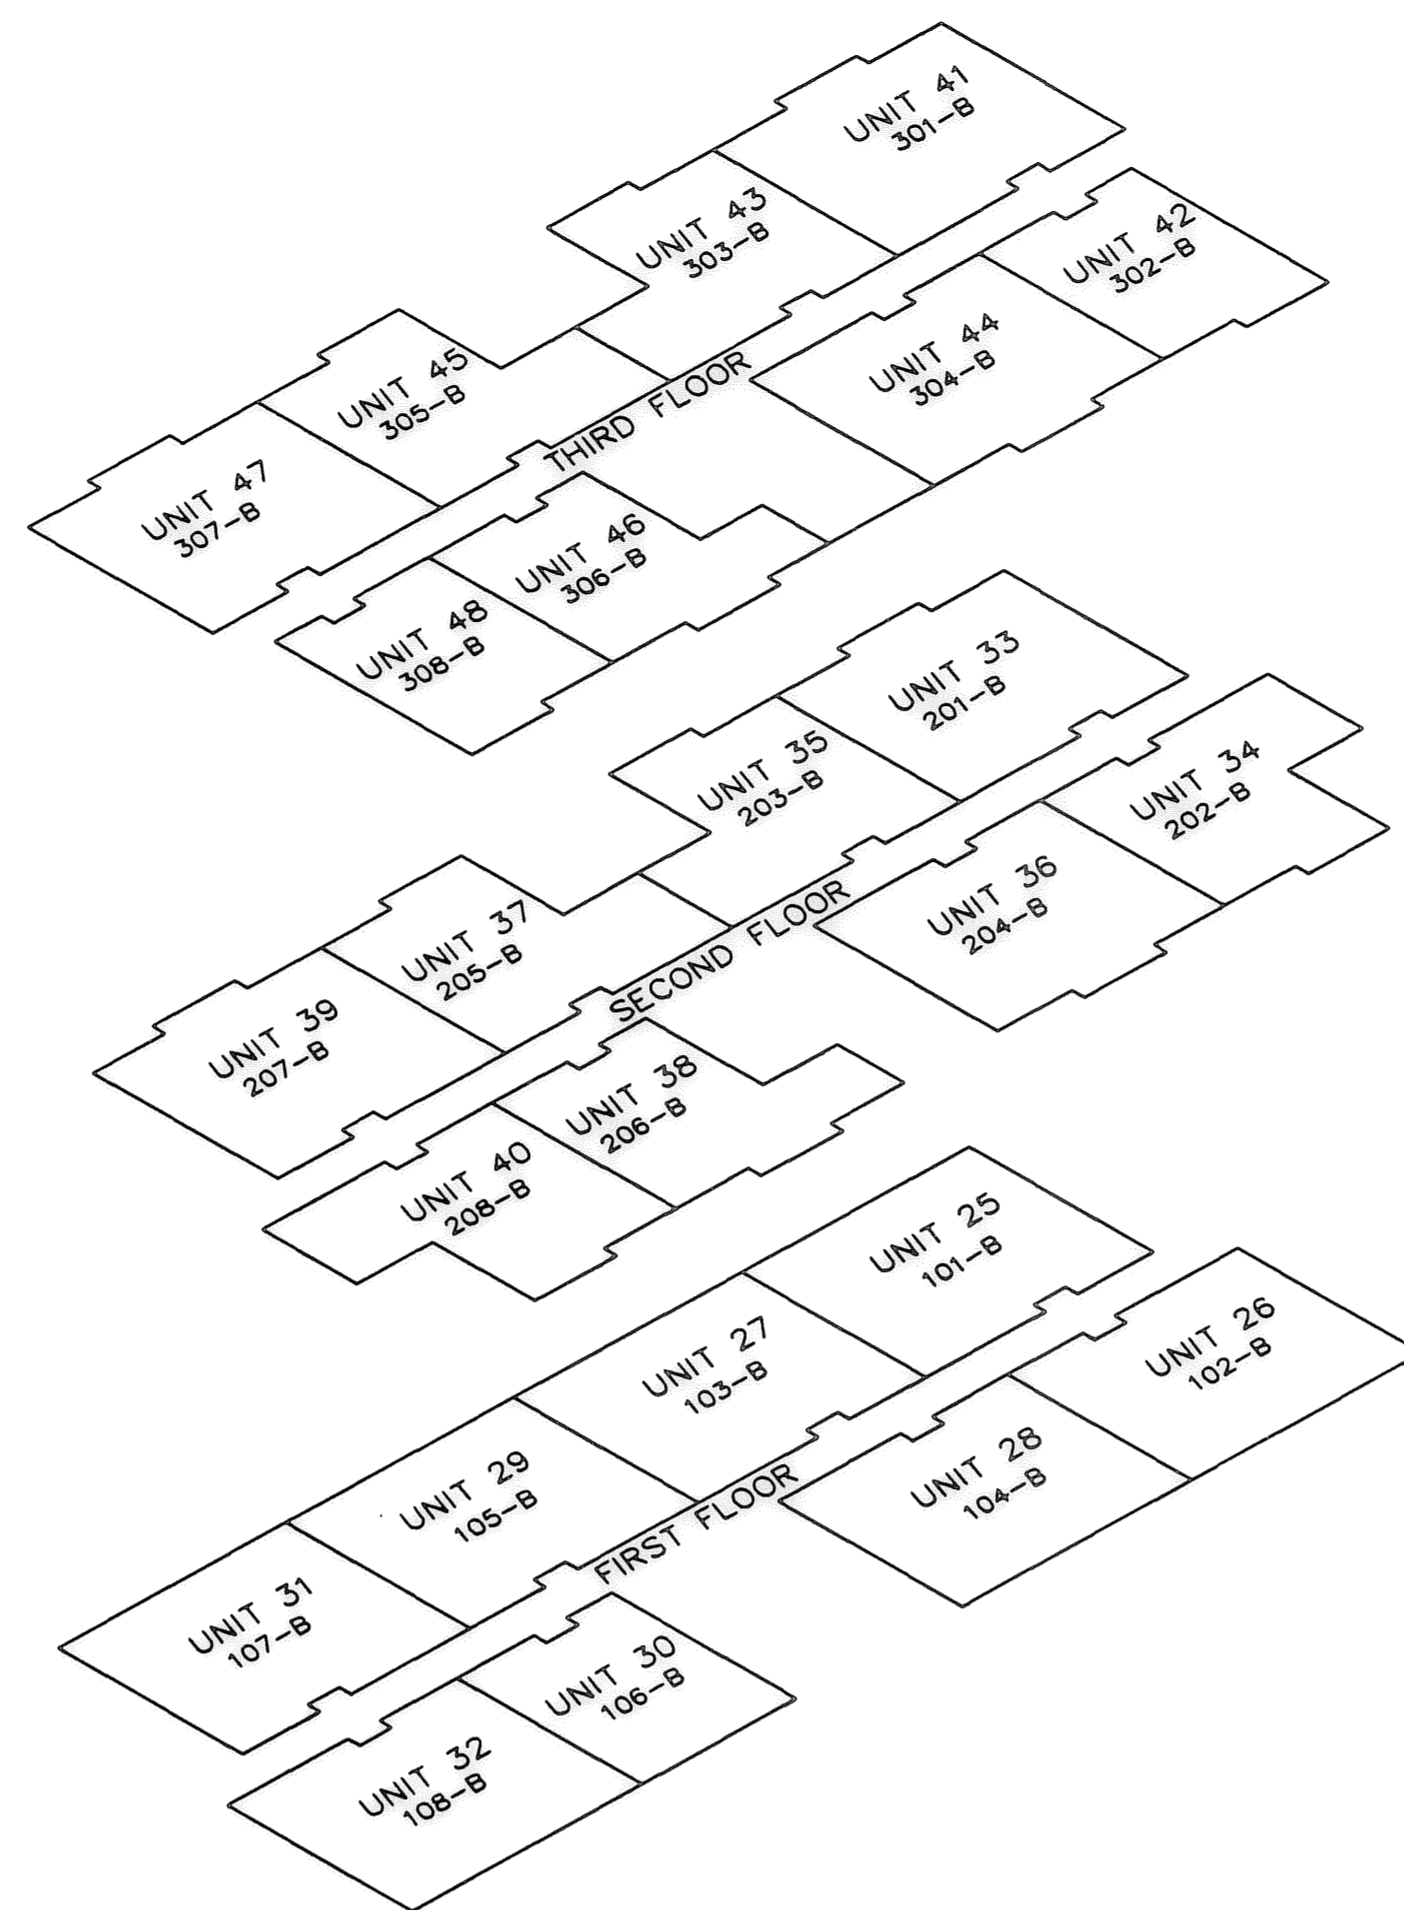 UNIT 41
301-B
UNIT 43
303-B
UNIT 42
302-B
UNIT 44
304-B
UNIT 45
305-B
THIRD FLOOR
UNIT 47
307-B
UNIT 46
306-B
UNIT 48
308-B
UNIT 33
201-B
UNIT 35
203-B
UNIT 34
202-B
UNIT 36
204-B
UNIT 37
205-B
SECOND FLOOR
UNIT 39
207-B
UNIT 38
206-B
UNIT 40
208-B
UNIT 25
101-B
UNIT 27
103-B
UNIT 26
102-B
UNIT 28
104-B
UNIT 29
105-B
FIRST FLOOR
UNIT 31
107-B
UNIT 30
106-B
UNIT 32
108-B